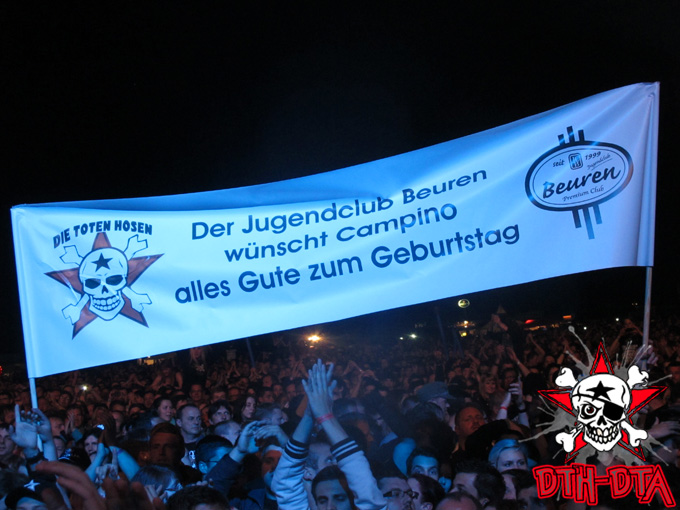 DIE TOTEN HOSEN
Der Jugendclub Beuren
wünscht Campino
alles Gute zum Geburtstag
seit 1999
Jugendclub
Beuren
Premium Club
DTH-DTA